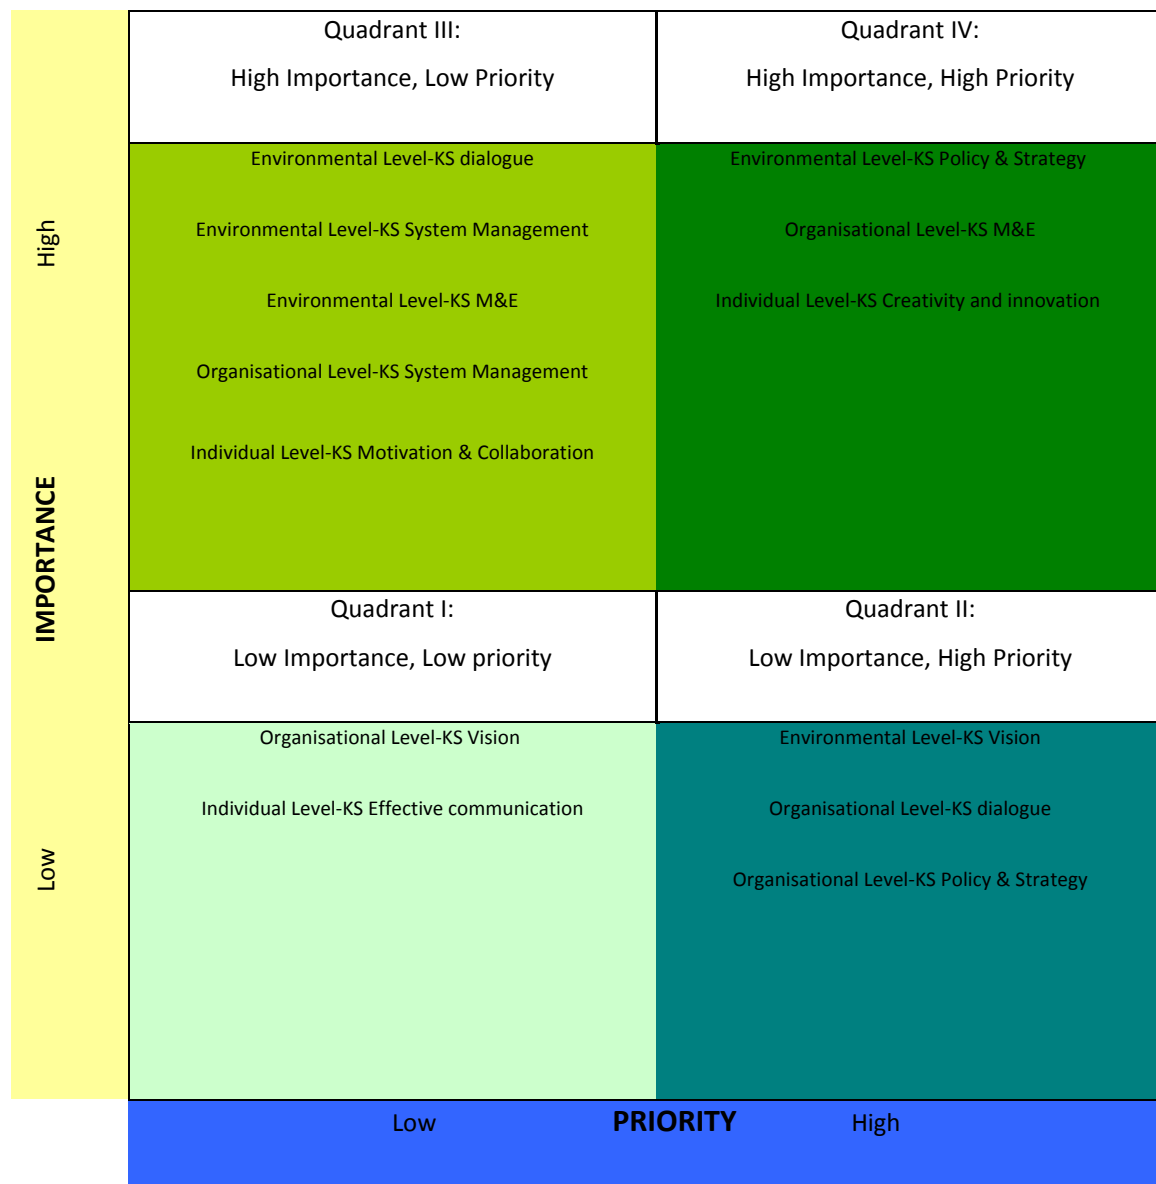 Quadrant III:
High Importance, Low Priority
Quadrant IV:
High Importance, High Priority
High
IMPORTANCE
Low
Environmental Level-KS dialogue
Environmental Level-KS System Management
Environmental Level-KS M&E
Organisational Level-KS System Management
Individual Level-KS Motivation & Collaboration
Environmental Level-KS Policy & Strategy
Organisational Level-KS M&E
Individual Level-KS Creativity and innovation
Quadrant I:
Low Importance, Low priority
Quadrant II:
Low Importance, High Priority
Organisational Level-KS Vision
Individual Level-KS Effective communication
Environmental Level-KS Vision
Organisational Level-KS dialogue
Organisational Level-KS Policy & Strategy
Low PRIORITY High